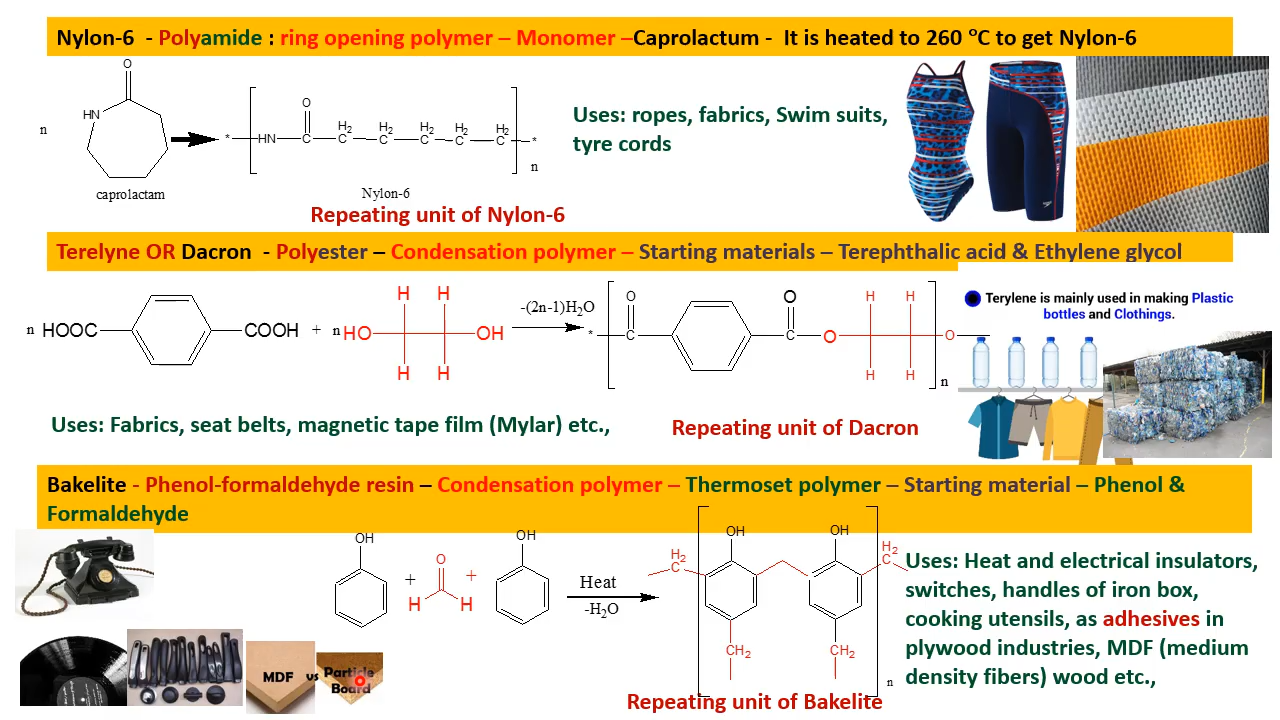 Nylon-6 - Polyamide : ring opening polymer – Monomer –Caprolactum - It is heated to 260 °C to get Nylon-6
n
O
HN
caprolactam
*
HN
O
C
H2
C
H2
C
H2
C
H2
C
H2
C
*
n
Nylon-6
Repeating unit of Nylon-6
Uses: ropes, fabrics, Swim suits,
tyre cords
Terelyne OR Dacron - Polyester – Condensation polymer – Starting materials – Terephthalic acid & Ethylene glycol
n HOOC
COOH
+
n HO
H H
OH
H H
-(2n-1)H2O
*
O
C
O
C
O
H H
H H
O
n
Terylene is mainly used in making Plastic
bottles and Clothings.
Uses: Fabrics, seat belts, magnetic tape film (Mylar) etc.,
Repeating unit of Dacron
Bakelite - Phenol-formaldehyde resin – Condensation polymer – Thermoset polymer – Starting material – Phenol &
Formaldehyde
OH
+
O
H H
+
OH
Heat
-H2O
H2
C
OH
OH
H2
C
CH2
CH2
n
Repeating unit of Bakelite
Uses: Heat and electrical insulators,
switches, handles of iron box,
cooking utensils, as adhesives in
plywood industries, MDF (medium
density fibers) wood etc.,
MDF vs Particle
Board